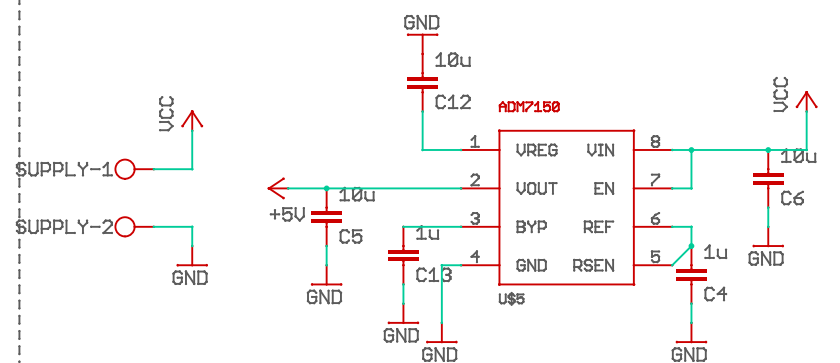 GND
10u
C12
ADM7150
VCC
VCC
1
VREG
VIN
8
10u
SUPPLY-1
2
VOUT
EN
7
10u
+5V
C6
SUPPLY-2
3
BYP
REF
6
1u
C5
GND
4
GND
RSEN
5
1u
GND
C13
C4
GND
U$5
GND
GND
GND